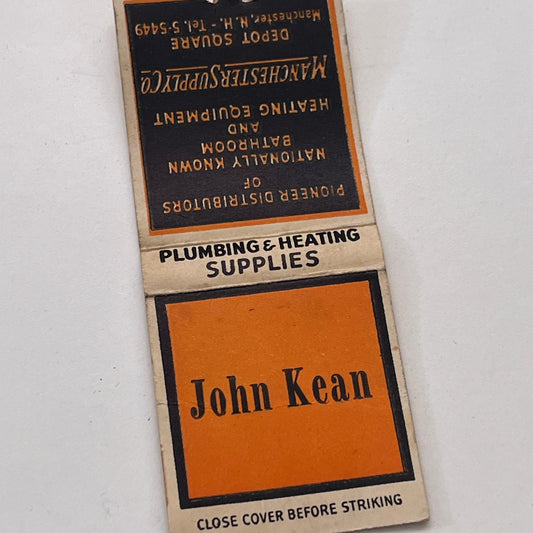 PIONEER DISTRIBUTORS
OF
NATIONALLY KNOWN
BATHROOM
AND
HEATING EQUIPMENT
MANCHESTER SUPPLY CO.
DEPOT SQUARE
Manchester, N. H. - Tel. 5-5449
PLUMBING & HEATING
SUPPLIES
John Kean
CLOSE COVER BEFORE STRIKING